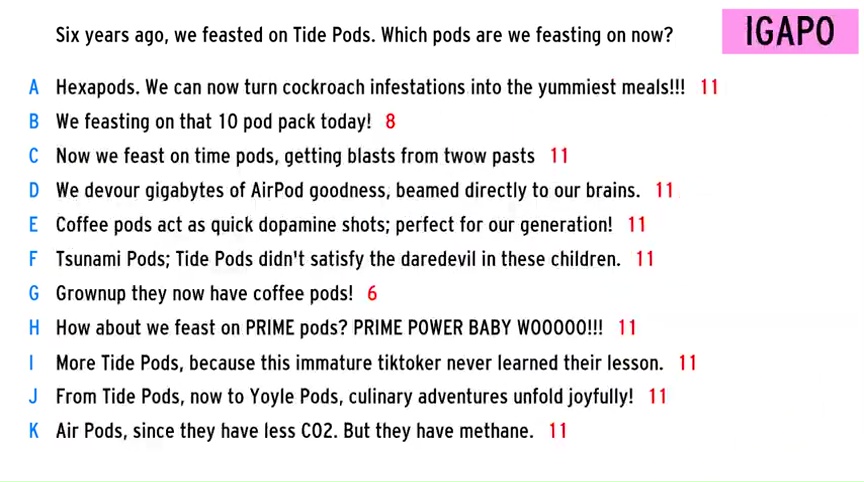 Six years ago, we feasted on Tide Pods. Which pods are we feasting on now?
IGAPO
A Hexapods. We can now turn cockroach infestations into the yummiest meals!!! 11
B We feasting on that 10 pod pack today! 8
C Now we feast on time pods, getting blasts from twow pasts 11
D We devour gigabytes of AirPod goodness, beamed directly to our brains. 11
E Coffee pods act as quick dopamine shots; perfect for our generation! 11
F Tsunami Pods; Tide Pods didn't satisfy the daredevil in these children. 11
G Grownup they now have coffee pods! 6
H How about we feast on PRIME pods? PRIME POWER BABY WOOOOO!!! 11
I More Tide Pods, because this immature tiktoker never learned their lesson. 11
J From Tide Pods, now to Yoyle Pods, culinary adventures unfold joyfully! 11
K Air Pods, since they have less CO2. But they have methane. 11